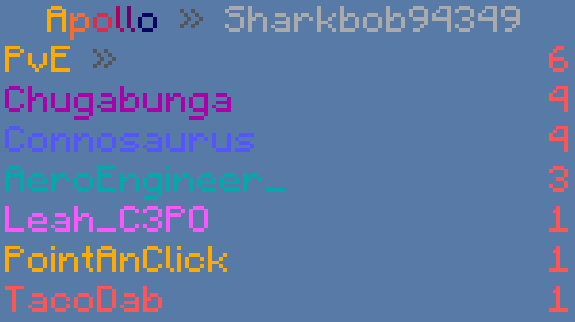 Apollo » Sharkbob94349
PvE » 6
Chugabunga 4
Connosaurus 4
AeroEngineer_ 3
Leah_C3PO 1
PointAnClick 1
TacoDab 1